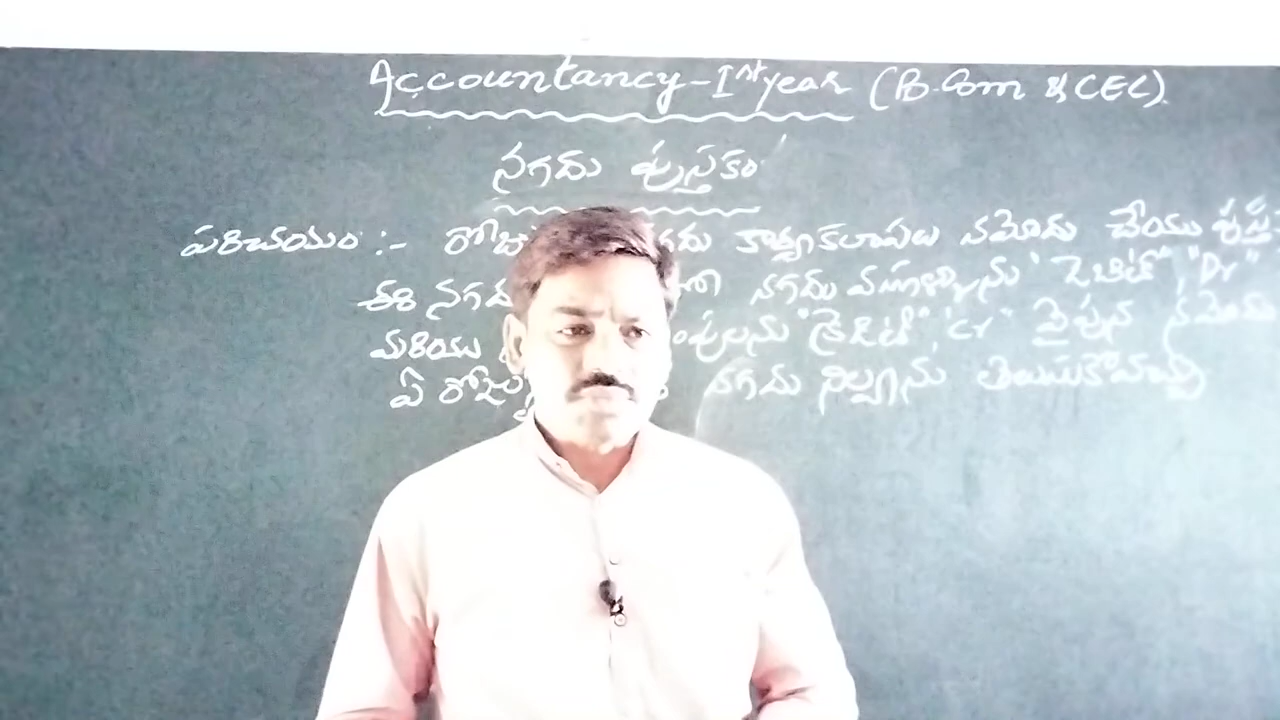 Accountancy - Ist year (B.Com & CEC).
నగదు పుస్తకం
పరిచయం :- రోజు నగదు కార్యకలాపలు నమోదు చేయు పుస్త
ఈ నగదు లో నగదు వసూళ్ళను "డెబిట్", "Dr"
మరియు పులను "క్రెడిట్", "Cr" వైపున నమోదు
ఏ రోజు నగదు నిల్వను తెలుసుకోవచ్చు